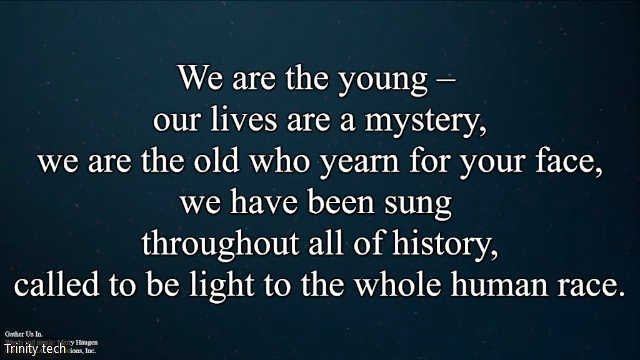 We are the young –
our lives are a mystery,
we are the old who yearn for your face,
we have been sung
throughout all of history,
called to be light to the whole human race.
Gather Us In.
Haugen
Inc.
Trinity tech